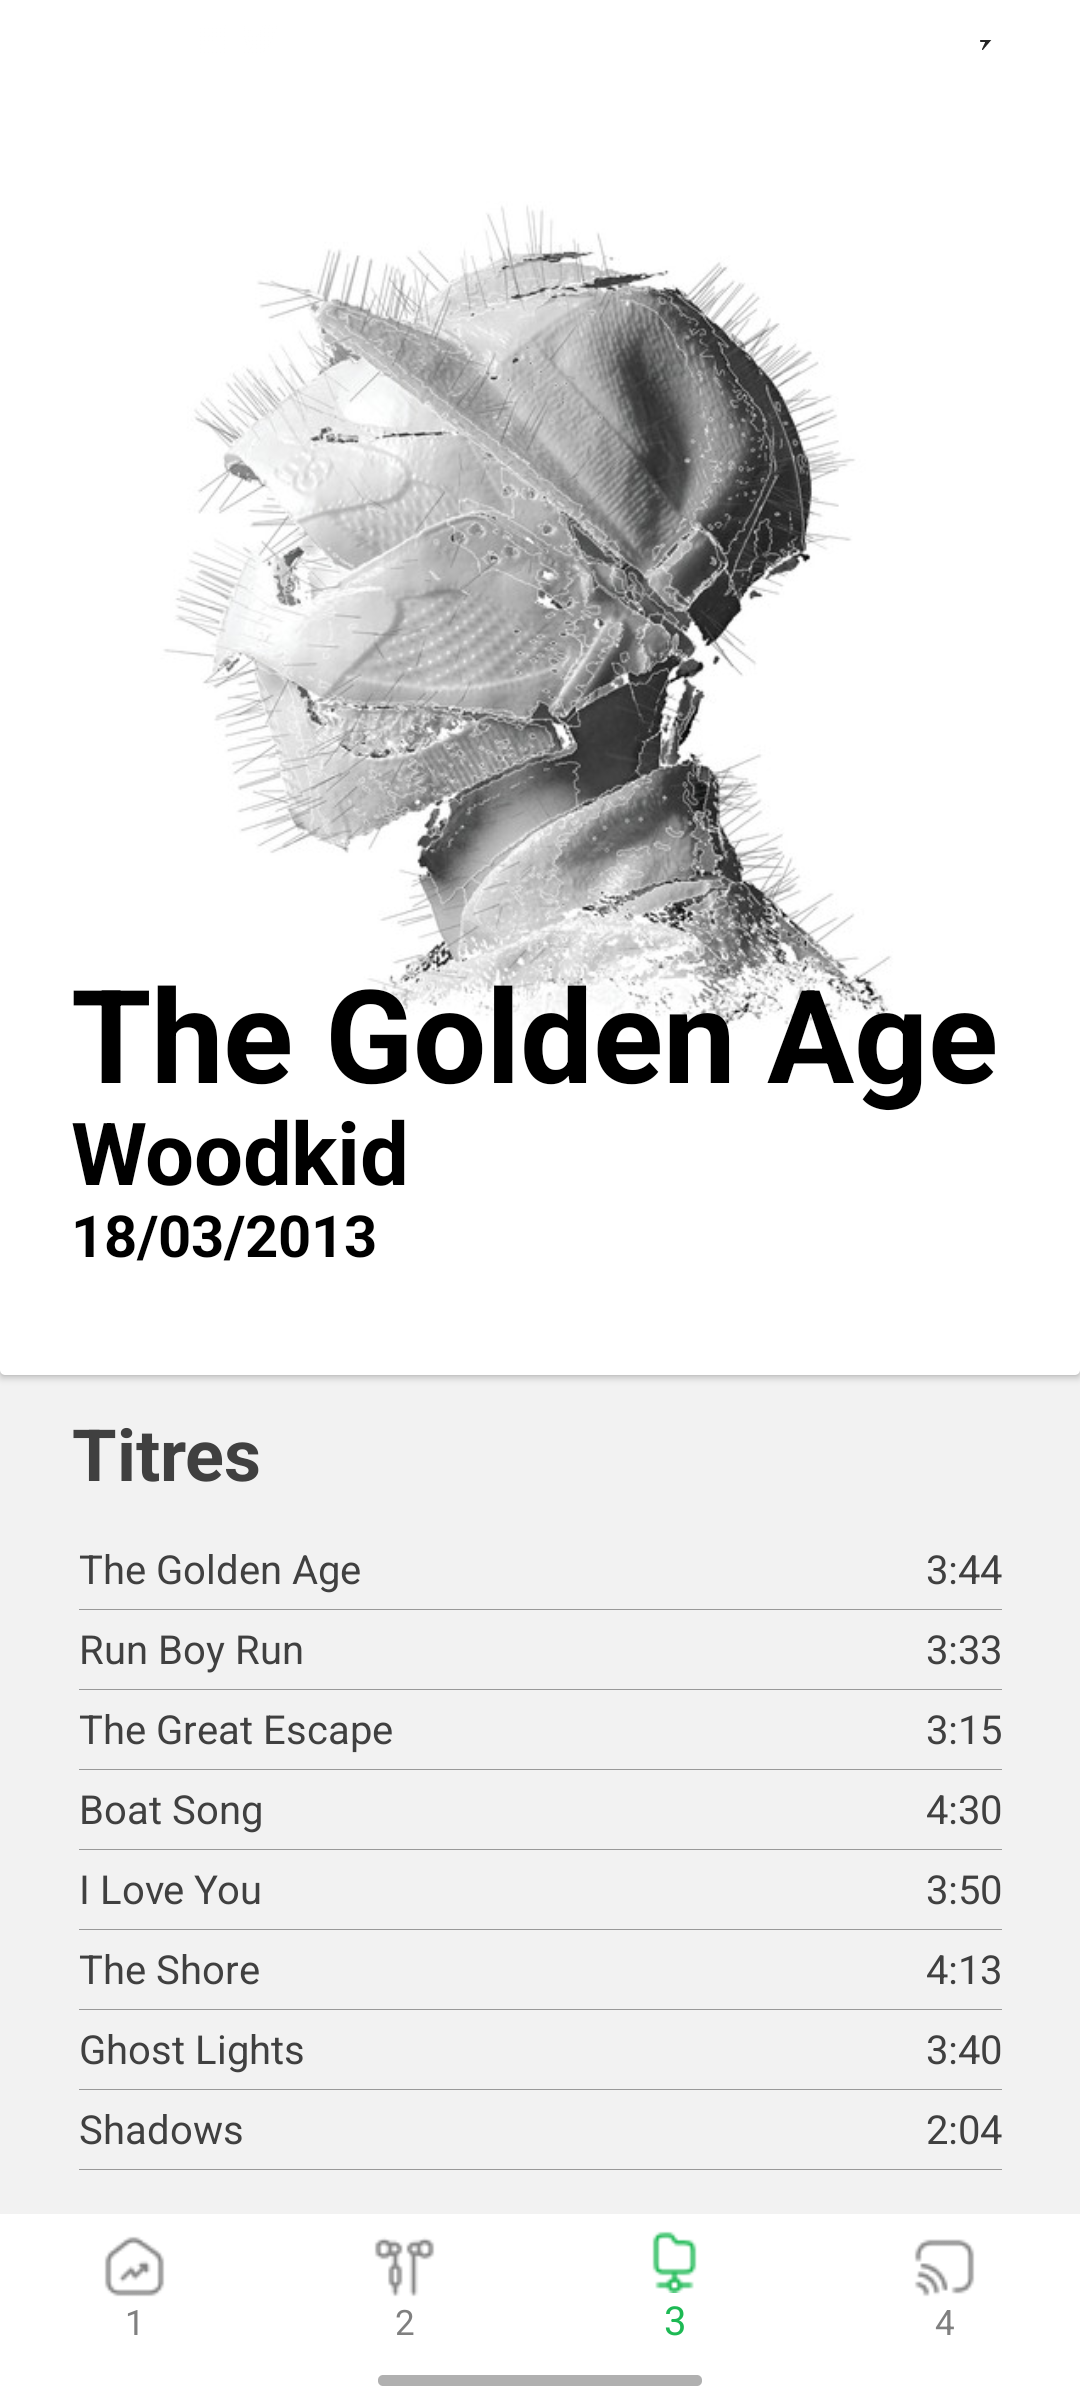 The Golden Age
Woodkid
18/03/2013
Titres
The Golden Age 3:44
Run Boy Run 3:33
The Great Escape 3:15
Boat Song 4:30
I Love You 3:50
The Shore 4:13
Ghost Lights 3:40
Shadows 2:04
1 2 3 4